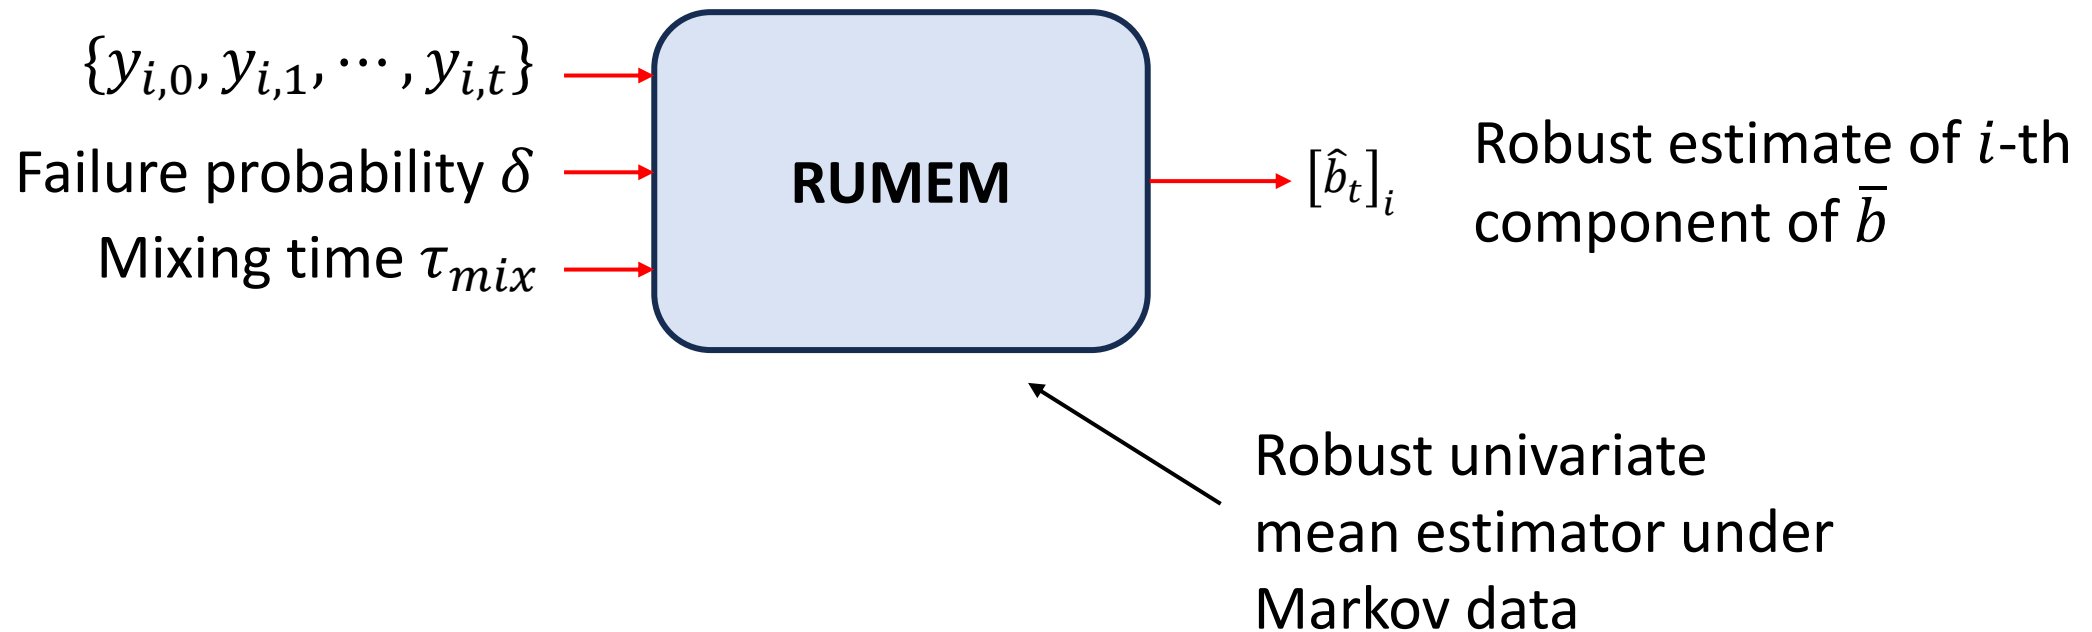 {y_{i,0}, y_{i,1}, ⋯, y_{i,t}}
Failure probability δ
Mixing time τ_{mix}
RUMEM
[b̂_t]_i
Robust estimate of i-th
component of b̄
Robust univariate
mean estimator under
Markov data